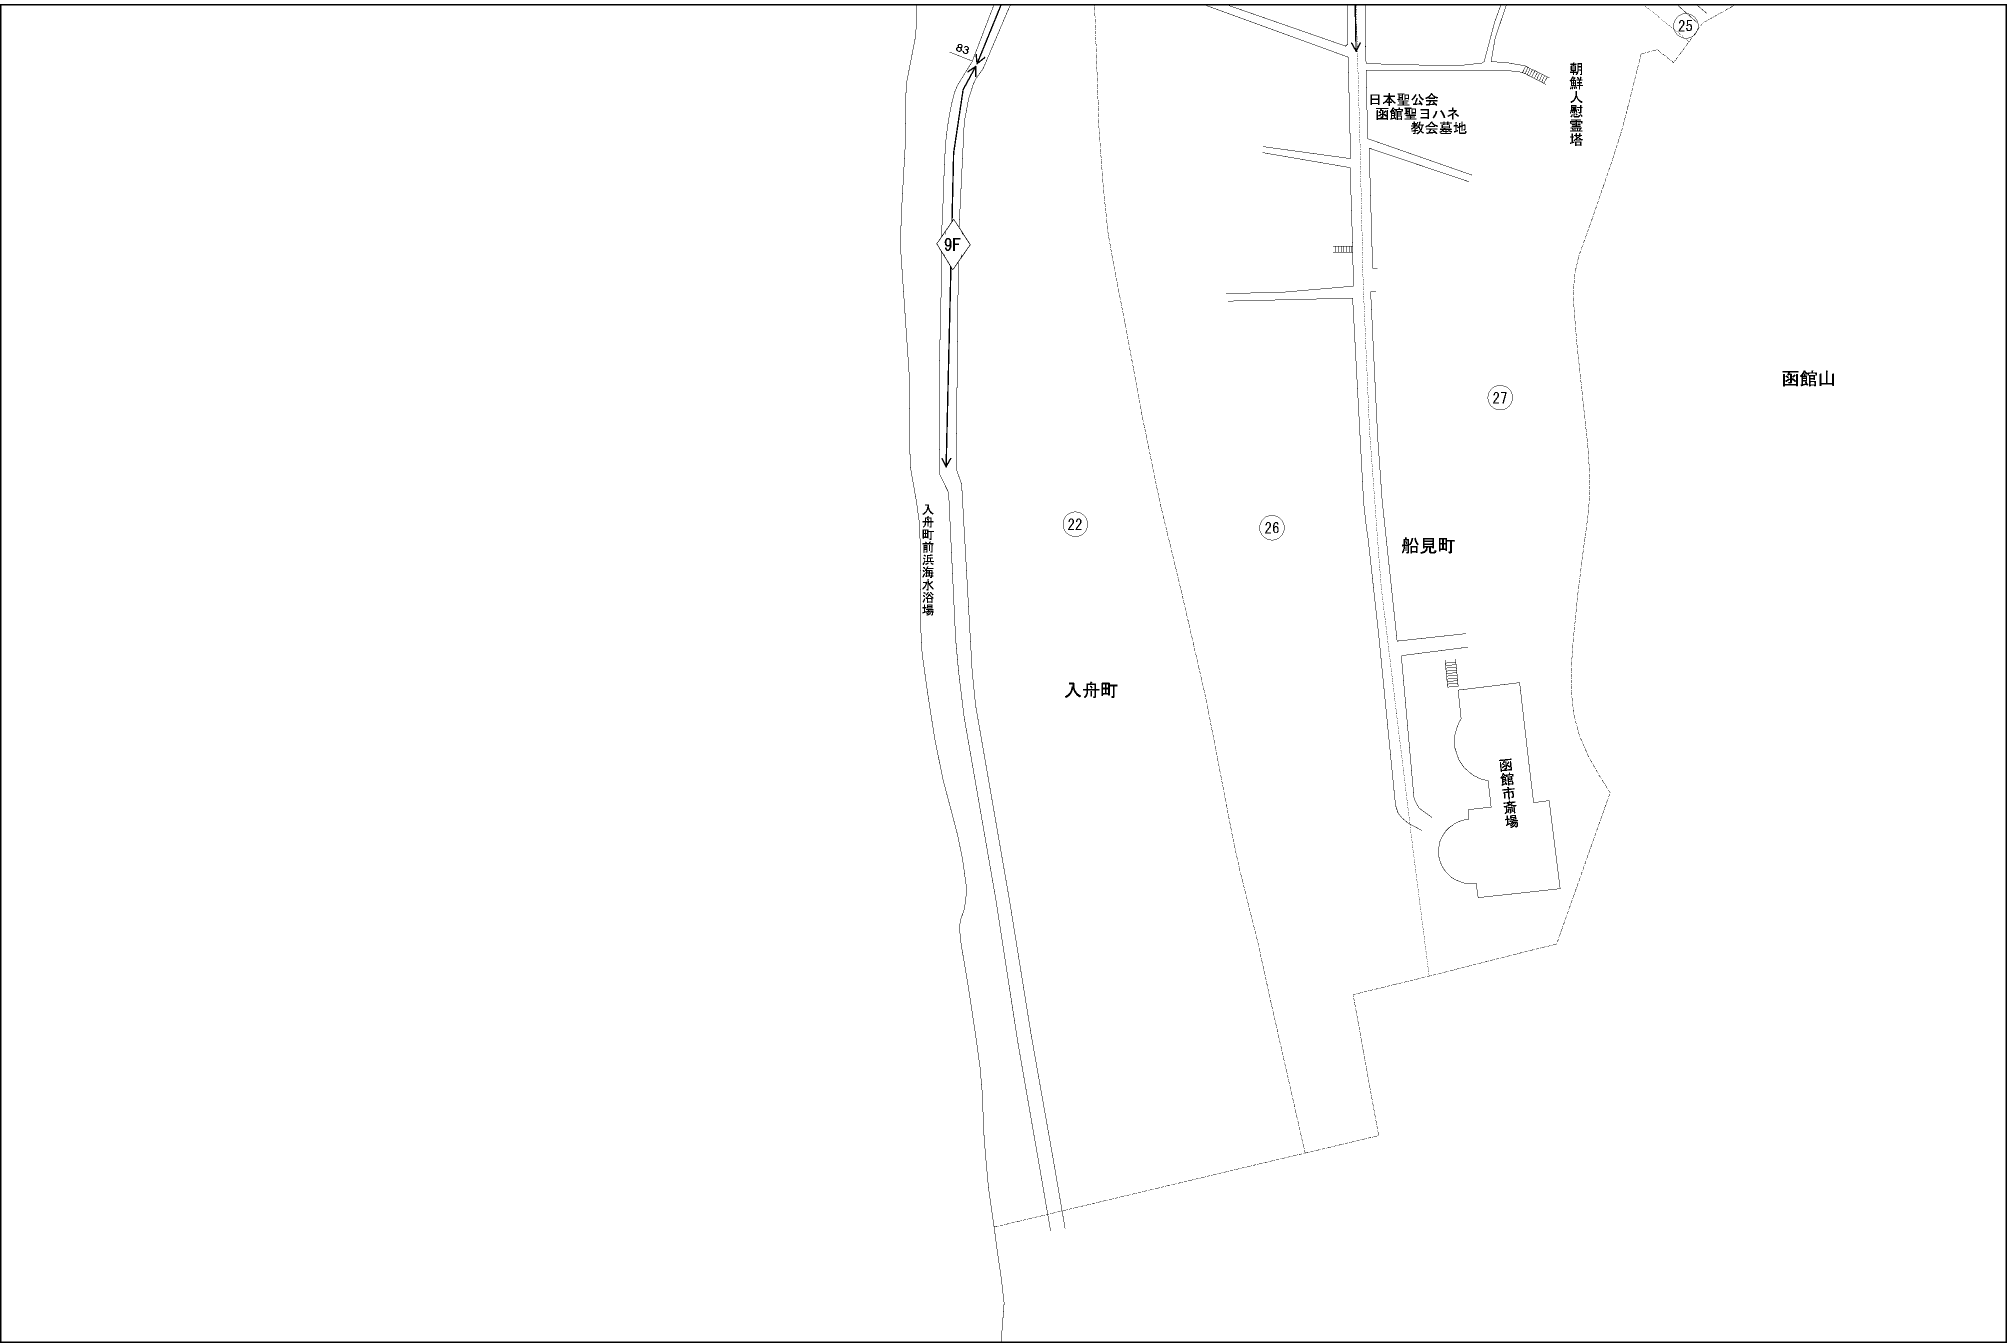 25
83
朝鮮人慰霊塔
日本聖公会
函館聖ヨハネ
教会墓地
9F
函館山
27
入舟町前浜海水浴場
22
26
船見町
入舟町
函館市斎場